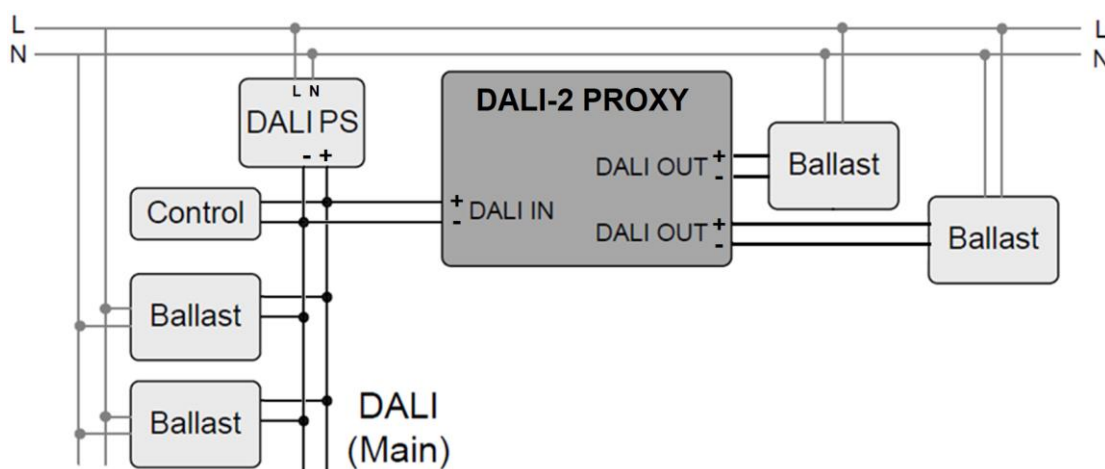 L
L
N
N
L N
DALI PS
- +
DALI-2 PROXY
DALI OUT +
-
Ballast
Control
+ DALI IN
-
DALI OUT +
-
Ballast
Ballast
Ballast
DALI
(Main)